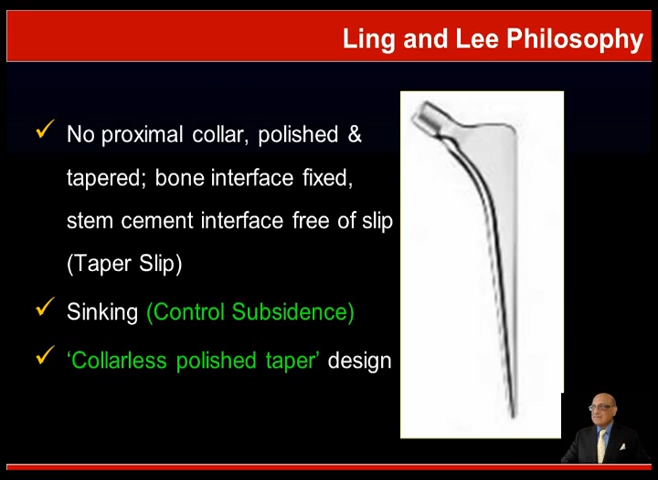 Ling and Lee Philosophy
No proximal collar, polished &
tapered; bone interface fixed,
stem cement interface free of slip
(Taper Slip)
Sinking (Control Subsidence)
‘Collarless polished taper’ design